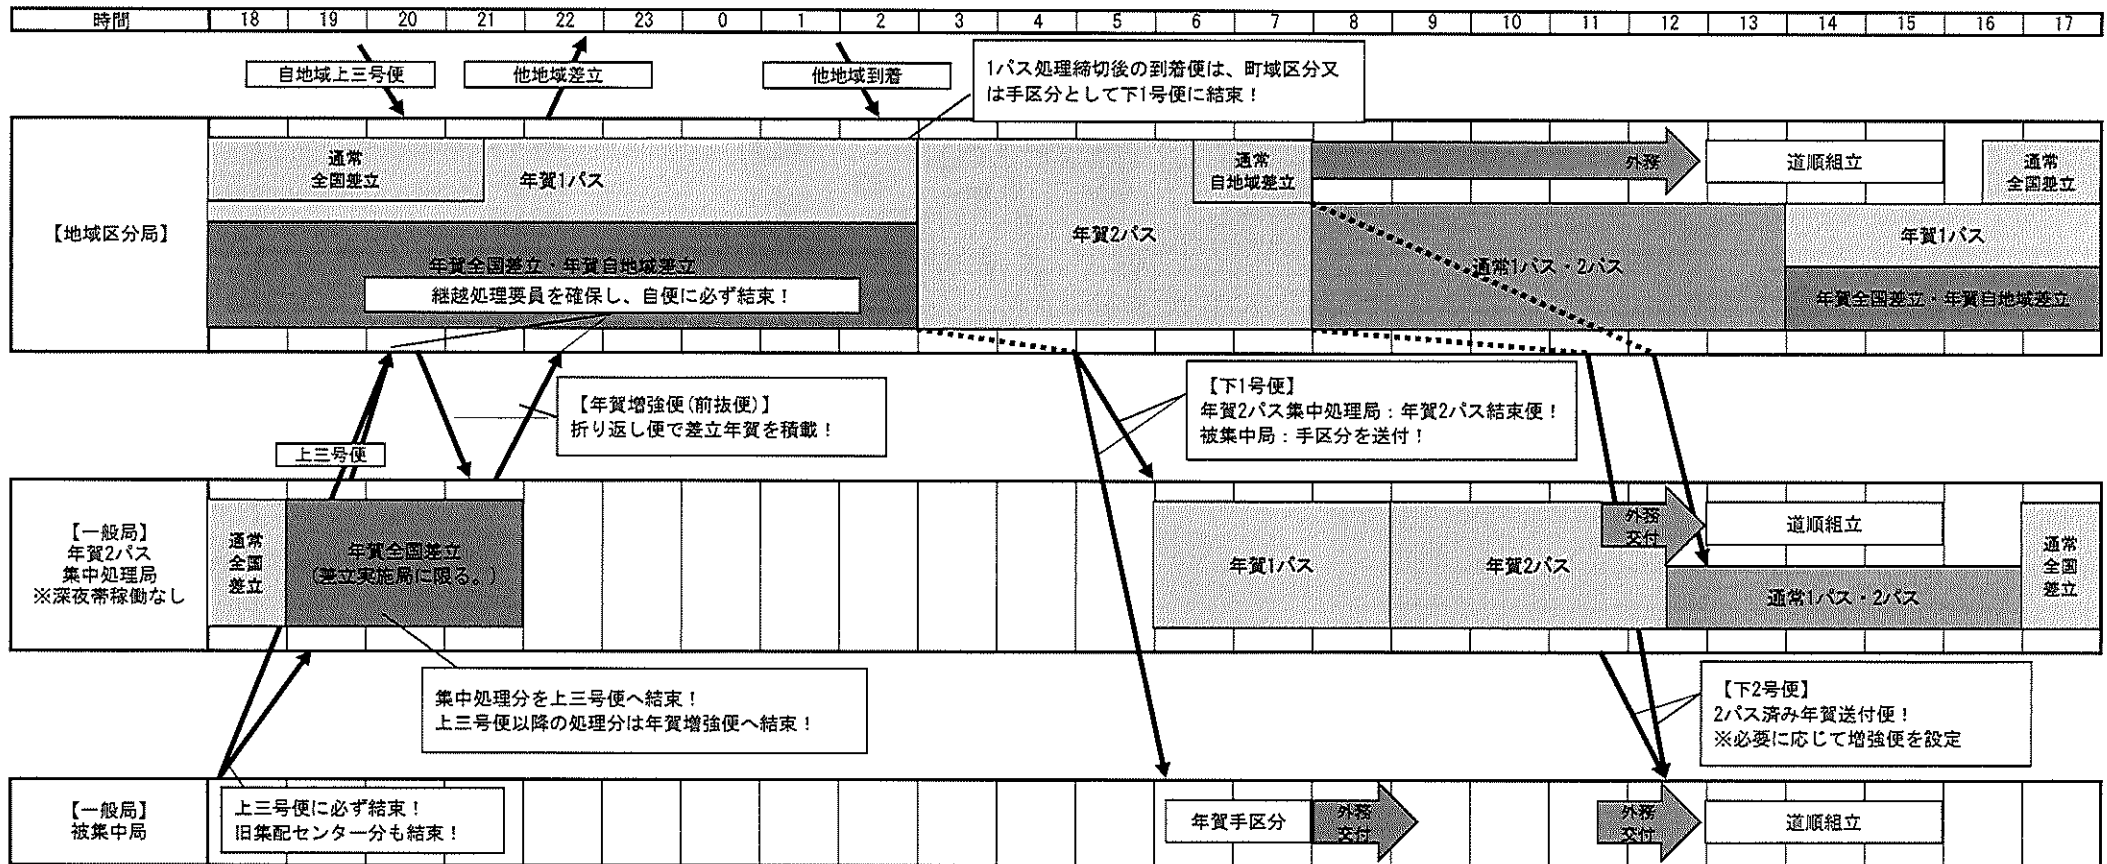 時間 18 19 20 21 22 23 0 1 2 3 4 5 6 7 8 9 10 11 12 13 14 15 16 17
自地域上三号便
他地域差立
他地域到着
1パス処理締切後の到着便は、町域区分又
は手区分として下1号便に結束!
【地域区分局】
通常
全国差立
年賀1パス
年賀全国差立・年賀自地域差立
継越処理要員を確保し、自便に必ず結束!
年賀2パス
通常
自地域差立
外務
通常1パス・2パス
道順組立
通常
全国差立
年賀1パス
年賀全国差立・年賀自地域差立
上三号便
【年賀増強便(前抜便)】
折り返し便で差立年賀を積載!
【下1号便】
年賀2パス集中処理局:年賀2パス結束便!
被集中局:手区分を送付!
【一般局】
年賀2パス
集中処理局
※深夜帯稼働なし
通常
全国
差立
年賀全国差立
(差立実施局に限る。)
年賀1パス
年賀2パス
外務
交付
道順組立
通常1パス・2パス
通常
全国
差立
集中処理分を上三号便へ結束!
上三号便以降の処理分は年賀増強便へ結束!
【下2号便】
2パス済み年賀送付便!
※必要に応じて増強便を設定
【一般局】
被集中局
上三号便に必ず結束!
旧集配センター分も結束!
年賀手区分
外務
交付
外務
交付
道順組立